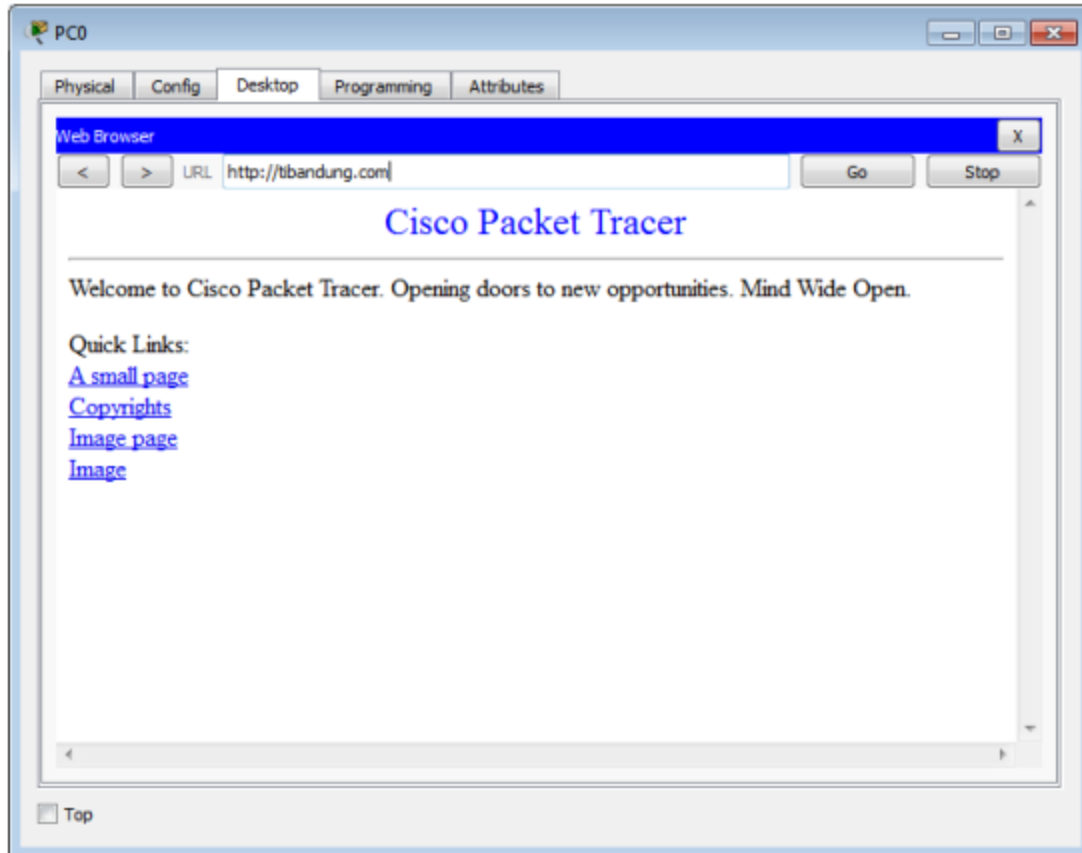 PC0
Physical Config Desktop Programming Attributes
Web Browser X
< > URL http://tibandung.com Go Stop
Cisco Packet Tracer
Welcome to Cisco Packet Tracer. Opening doors to new opportunities. Mind Wide Open.
Quick Links:
A small page
Copyrights
Image page
Image
Top